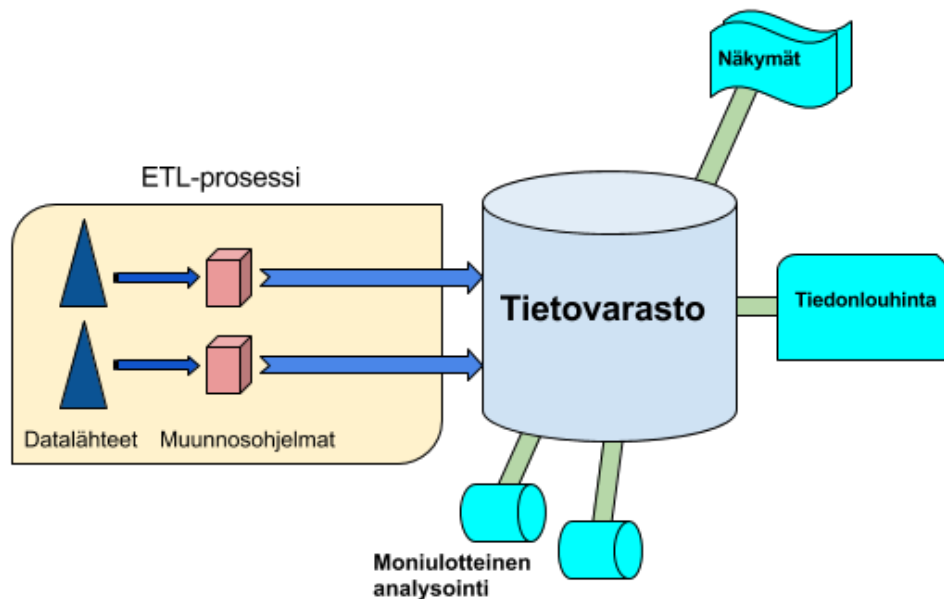 Näkymät
ETL-prosessi
Tietovarasto
Tiedonlouhinta
Datalähteet
Muunnosohjelmat
Moniulotteinen
analysointi